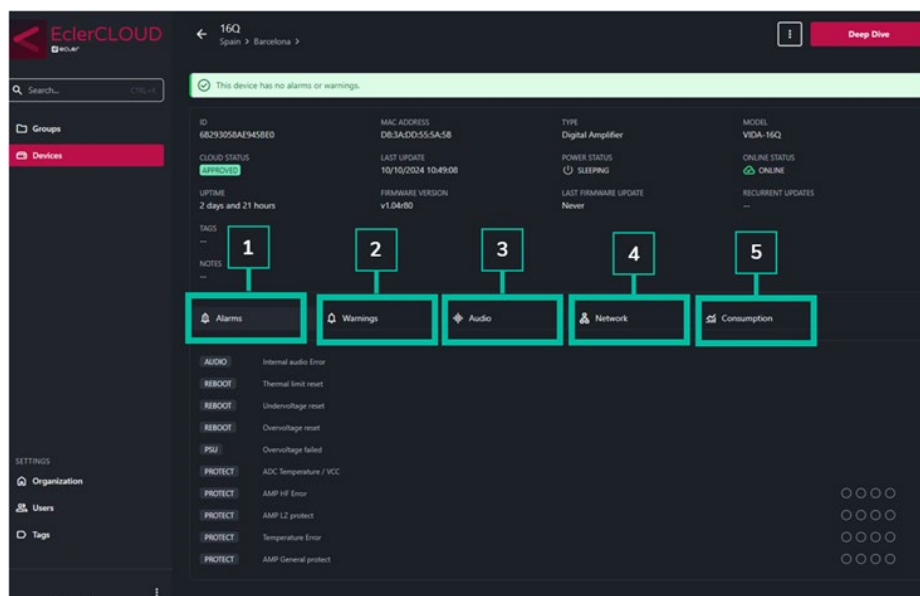 EclerCLOUD
ecler
Search... CTRL+K
Groups
Devices
SETTINGS
Organization
Users
Tags
16Q
Spain > Barcelona >
Deep Dive
This device has no alarms or warnings.
ID MAC ADDRESS TYPE MODEL
68293058AE945BE0 D8:3A:DD:55:5A:58 Digital Amplifier VIDA-16Q
CLOUD STATUS LAST UPDATE POWER STATUS ONLINE STATUS
APPROVED 10/10/2024 10:49:08 SLEEPING ONLINE
UPTIME FIRMWARE VERSION LAST FIRMWARE UPDATE RECURRENT UPDATES
2 days and 21 hours v1.04r80 Never --
TAGS
--
NOTES
--
1 2 3 4 5
Alarms Warnings Audio Network Consumption
AUDIO Internal audio Error
REBOOT Thermal limit reset
REBOOT Undervoltage reset
REBOOT Overvoltage reset
PSU Overvoltage failed
PROTECT ADC Temperature / VCC
PROTECT AMP HF Error
PROTECT AMP LZ protect
PROTECT Temperature Error
PROTECT AMP General protect